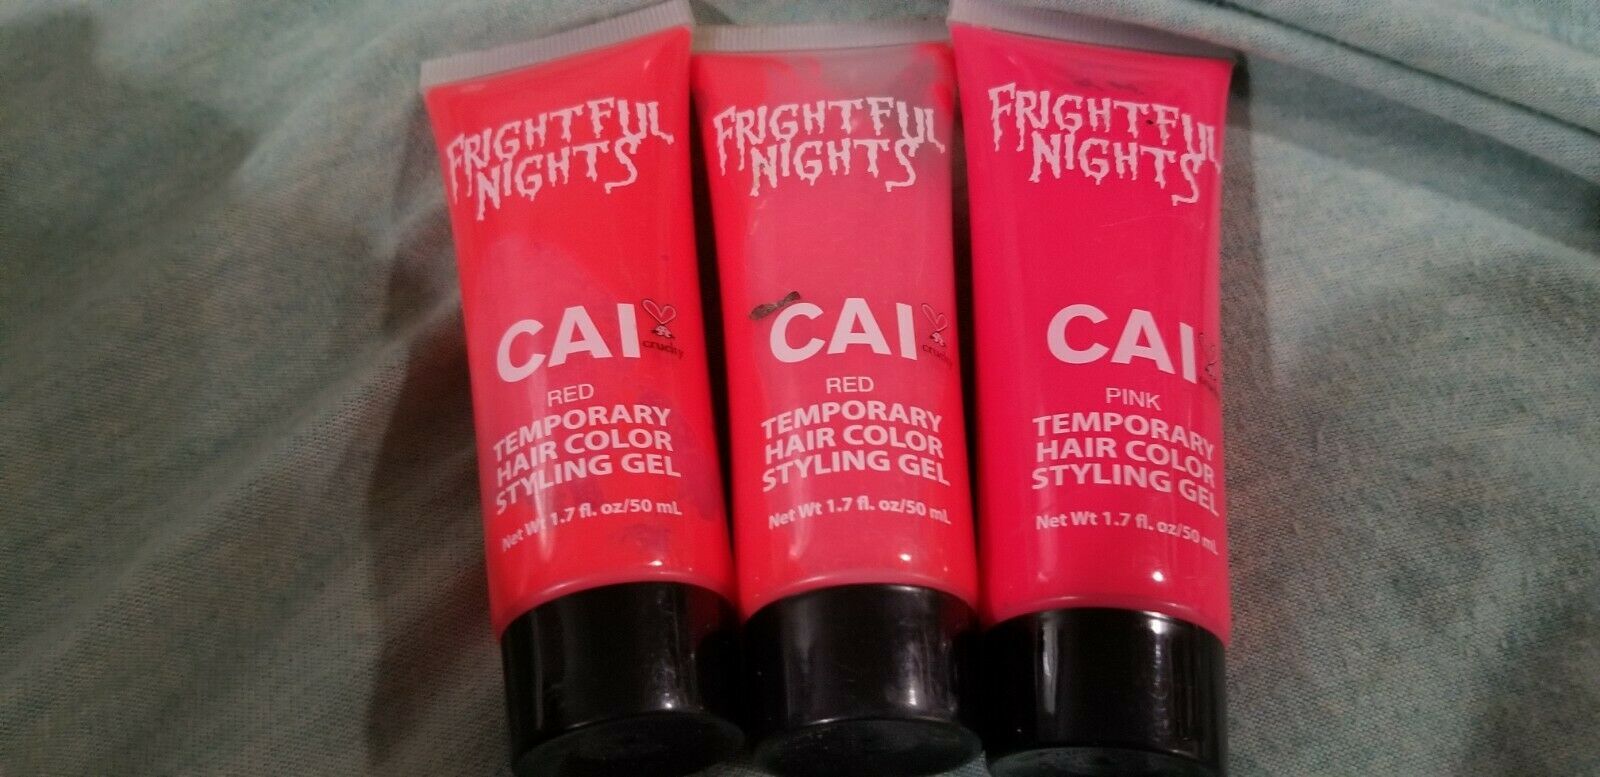 FRIGHTFUL
NIGHTS
CAI
cruelty
RED
TEMPORARY
HAIR COLOR
STYLING GEL
Net Wt 1.7 fl. oz/50 mL
FRIGHTFUL
NIGHTS
CAI
RED
TEMPORARY
HAIR COLOR
STYLING GEL
Net Wt 1.7 fl. oz/50 mL
FRIGHTFUL
NIGHTS
CAI
PINK
TEMPORARY
HAIR COLOR
STYLING GEL
Net Wt 1.7 fl. oz/50 mL